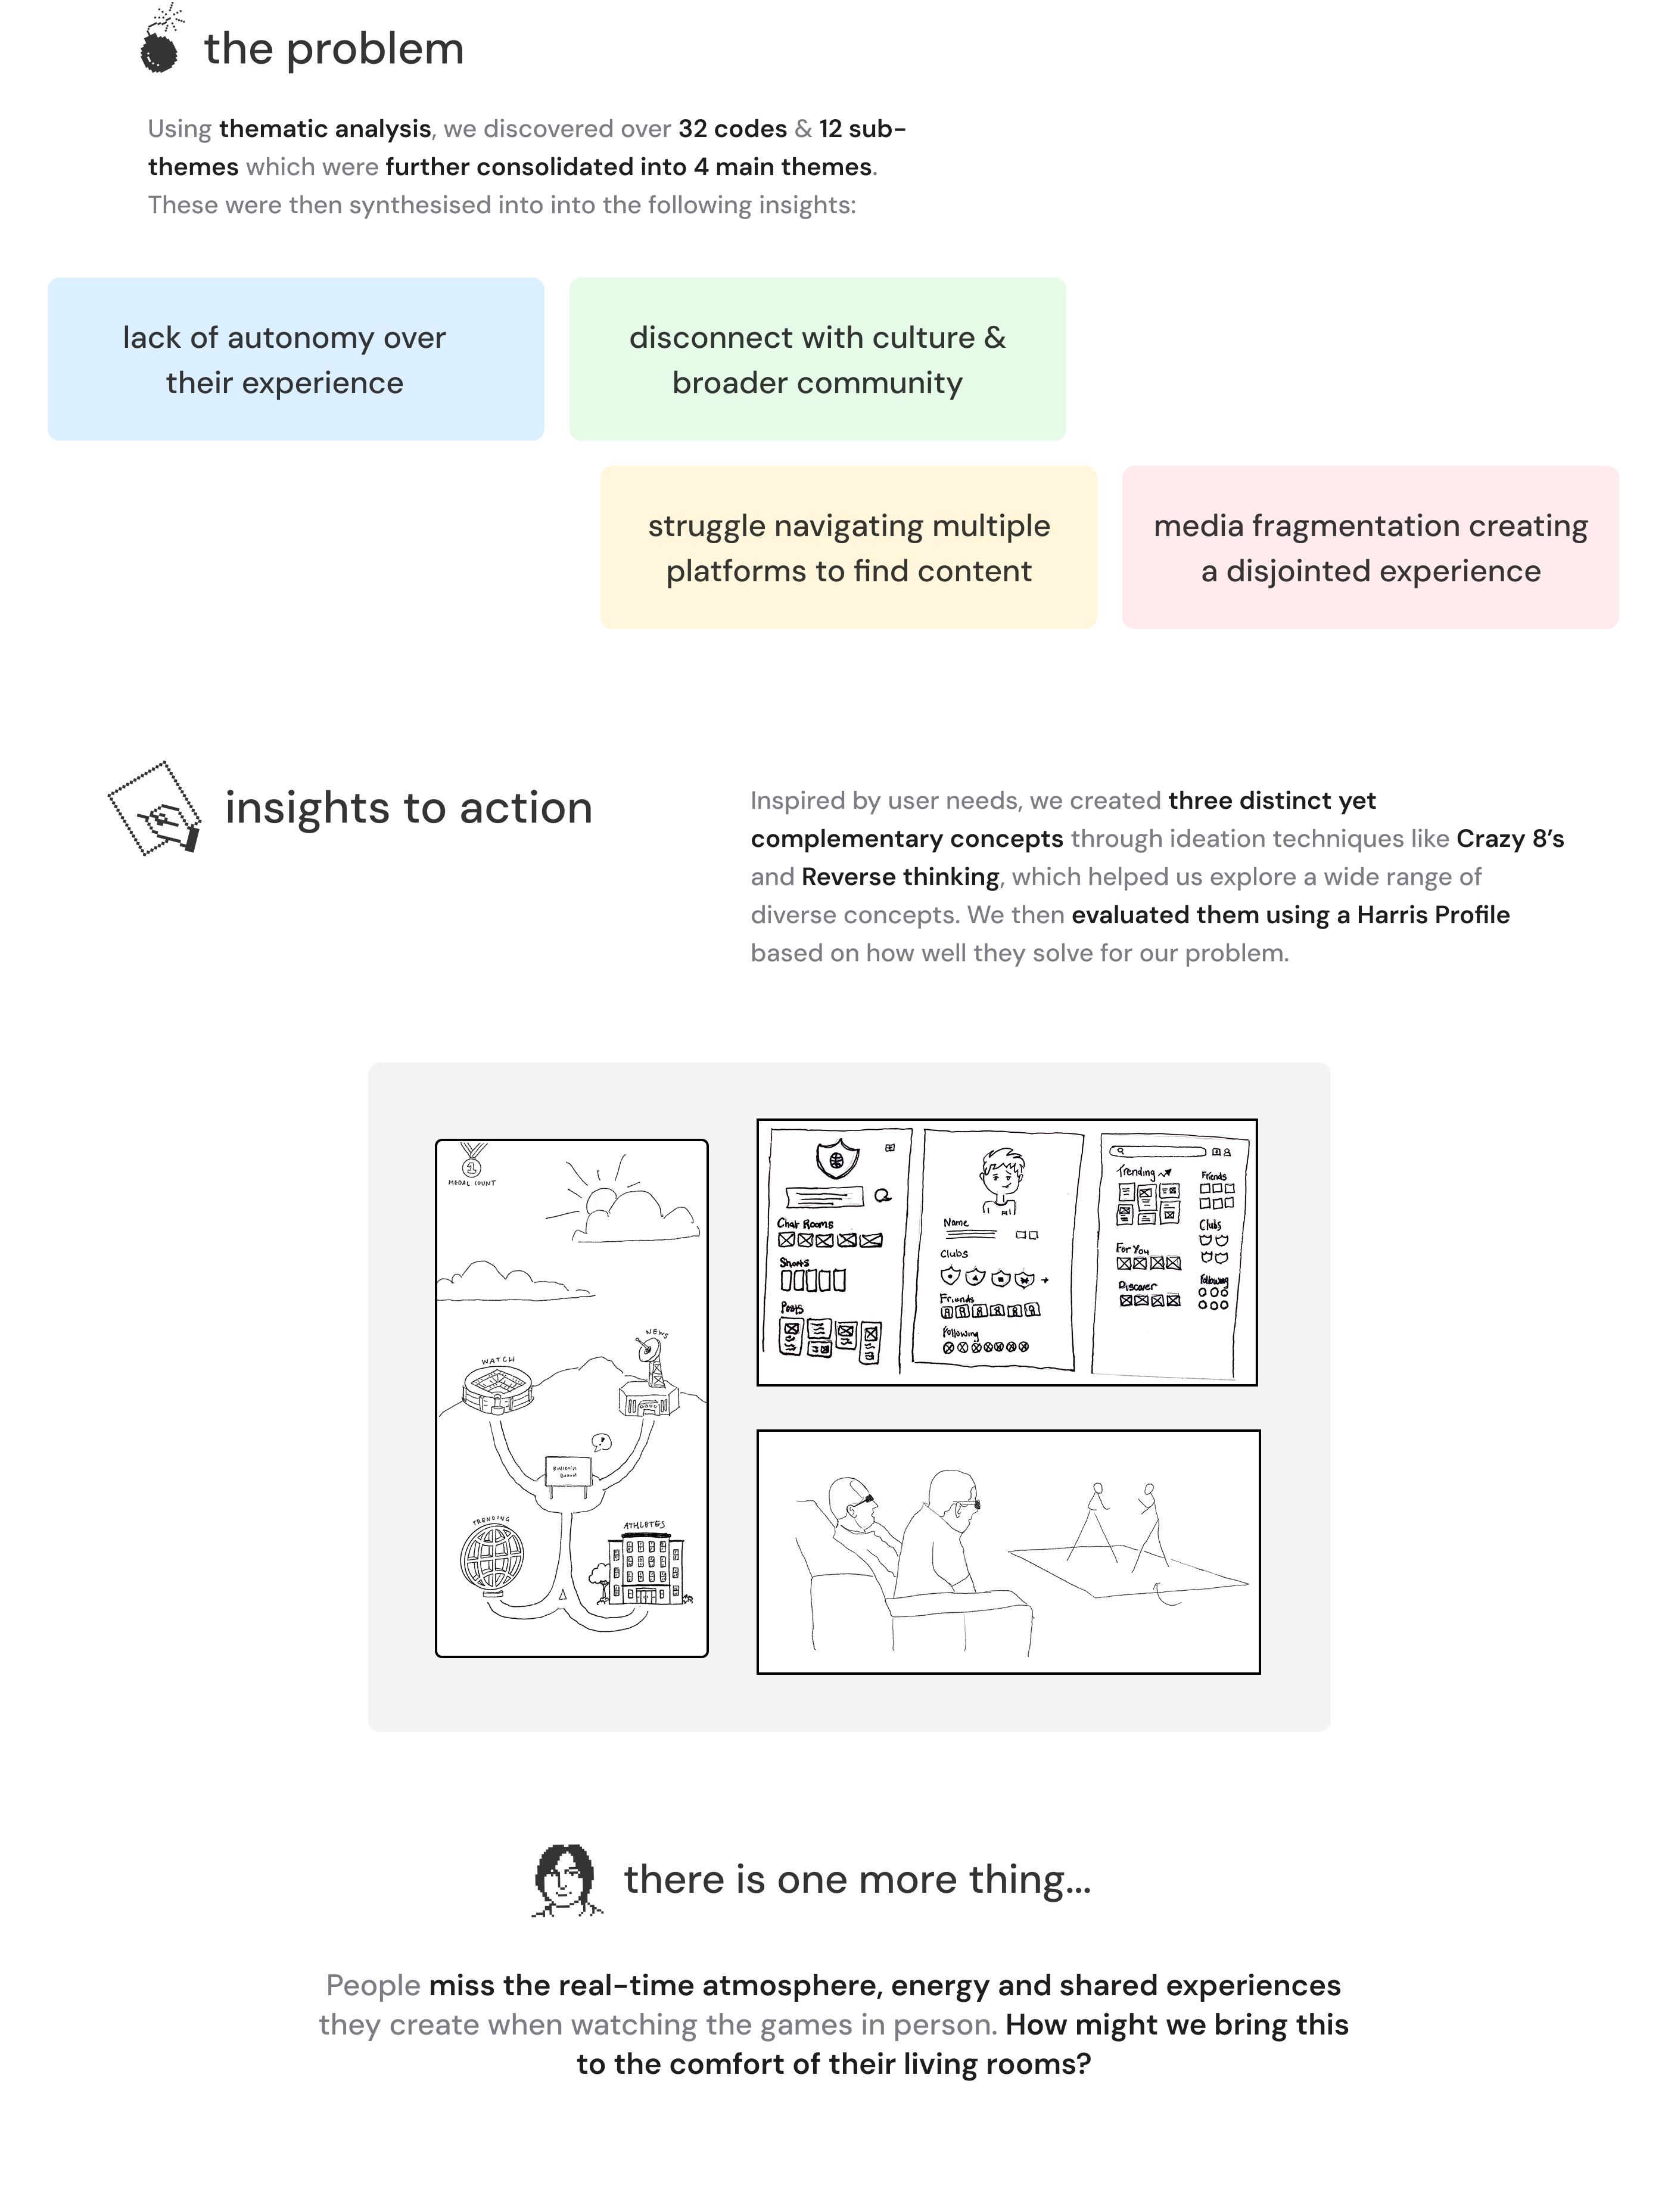 the problem
Using thematic analysis, we discovered over 32 codes & 12 sub-
themes which were further consolidated into 4 main themes.
These were then synthesised into into the following insights:
lack of autonomy over
their experience
disconnect with culture &
broader community
struggle navigating multiple
platforms to find content
media fragmentation creating
a disjointed experience
insights to action
Inspired by user needs, we created three distinct yet
complementary concepts through ideation techniques like Crazy 8’s
and Reverse thinking, which helped us explore a wide range of
diverse concepts. We then evaluated them using a Harris Profile
based on how well they solve for our problem.
1
MEDAL COUNT
NEWS
WATCH
Bulletin
Board
TRENDING
ATHLETES
Chat Rooms
Shorts
Posts
Name
Clubs
Friends
Following
Trending
Friends
Clubs
For You
Discover
Following
there is one more thing...
People miss the real-time atmosphere, energy and shared experiences
they create when watching the games in person. How might we bring this
to the comfort of their living rooms?